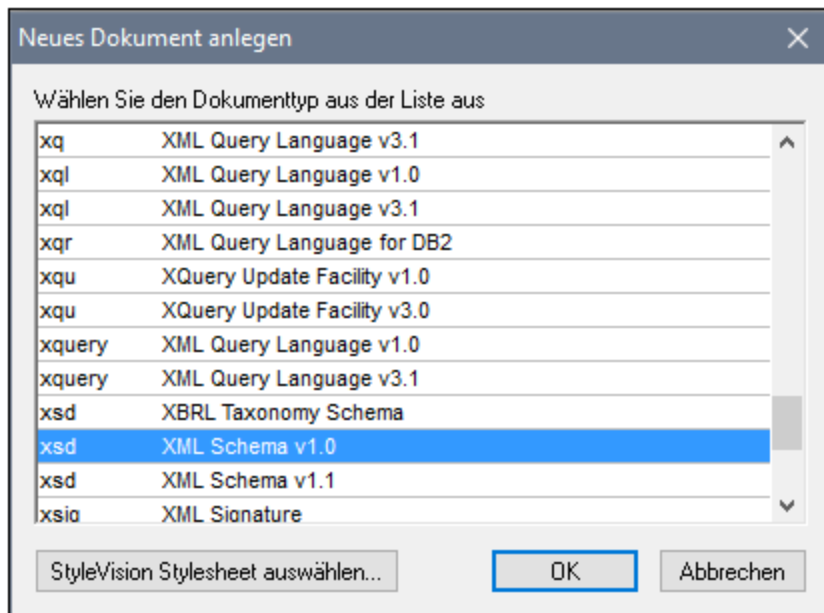 Neues Dokument anlegen
Wählen Sie den Dokumenttyp aus der Liste aus
xq XML Query Language v3.1
xql XML Query Language v1.0
xql XML Query Language v3.1
xqr XML Query Language for DB2
xqu XQuery Update Facility v1.0
xqu XQuery Update Facility v3.0
xquery XML Query Language v1.0
xquery XML Query Language v3.1
xsd XBRL Taxonomy Schema
xsd XML Schema v1.0
xsd XML Schema v1.1
xsig XML Signature
StyleVision Stylesheet auswählen... OK Abbrechen